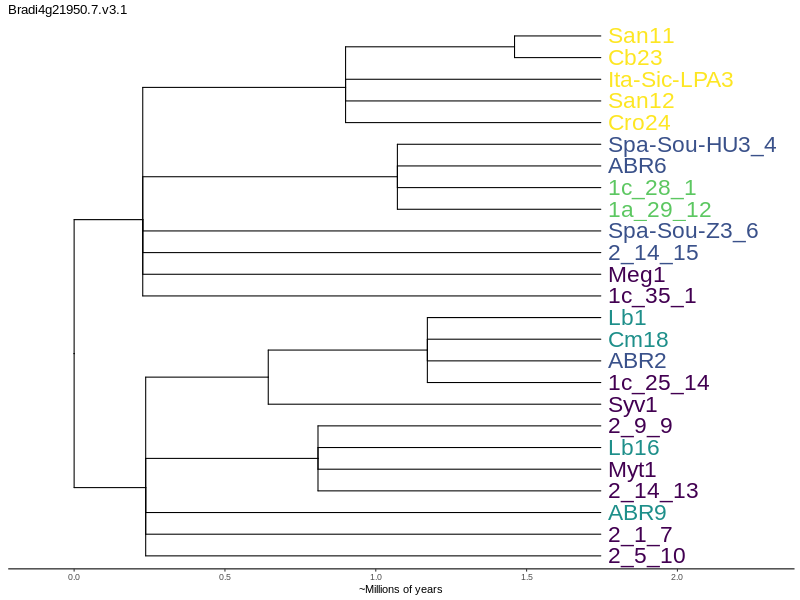 Bradi4g21950.7.v3.1
San11
Cb23
Ita-Sic-LPA3
San12
Cro24
Spa-Sou-HU3_4
ABR6
1c_28_1
1a_29_12
Spa-Sou-Z3_6
2_14_15
Meg1
1c_35_1
Lb1
Cm18
ABR2
1c_25_14
Syv1
2_9_9
Lb16
Myt1
2_14_13
ABR9
2_1_7
2_5_10
0.0 0.5 1.0 1.5 2.0
~Millions of years